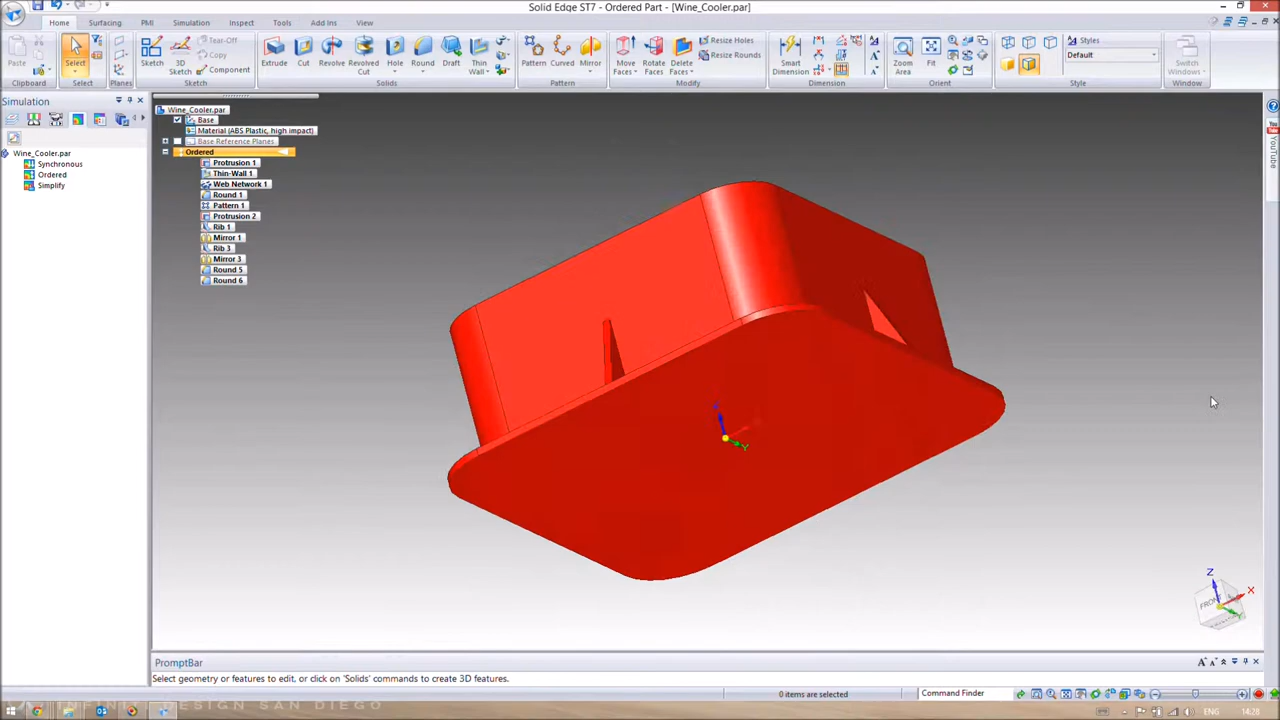 Solid Edge ST7 - Ordered Part - [Wine_Cooler.par]
Home Surfacing PMI Simulation Inspect Tools Add Ins View
Paste
Clipboard
Select
Select
Planes
Sketch
3D Sketch
Tear-Off
Copy
Component
Sketch
Extrude
Cut
Revolve
Revolved Cut
Hole
Round
Draft
Thin Wall
Solids
Pattern
Curved
Mirror
Pattern
Move Faces
Rotate Faces
Delete Faces
Resize Holes
Resize Rounds
Modify
Smart Dimension
Dimension
Zoom Area
Fit
Orient
Styles
Default
Style
Switch Windows
Window
Simulation
Wine_Cooler.par
Synchronous
Ordered
Simplify
Wine_Cooler.par
Base
Material (ABS Plastic, high impact)
Base Reference Planes
Ordered
Protrusion 1
Thin-Wall 1
Web Network 1
Round 1
Pattern 1
Protrusion 2
Rib 1
Mirror 1
Rib 3
Mirror 3
Round 5
Round 6
YouTube
Y
Z
X
FRONT
PromptBar
Select geometry or features to edit, or click on 'Solids' commands to create 3D features.
0 items are selected
Command Finder
ENG
14:28